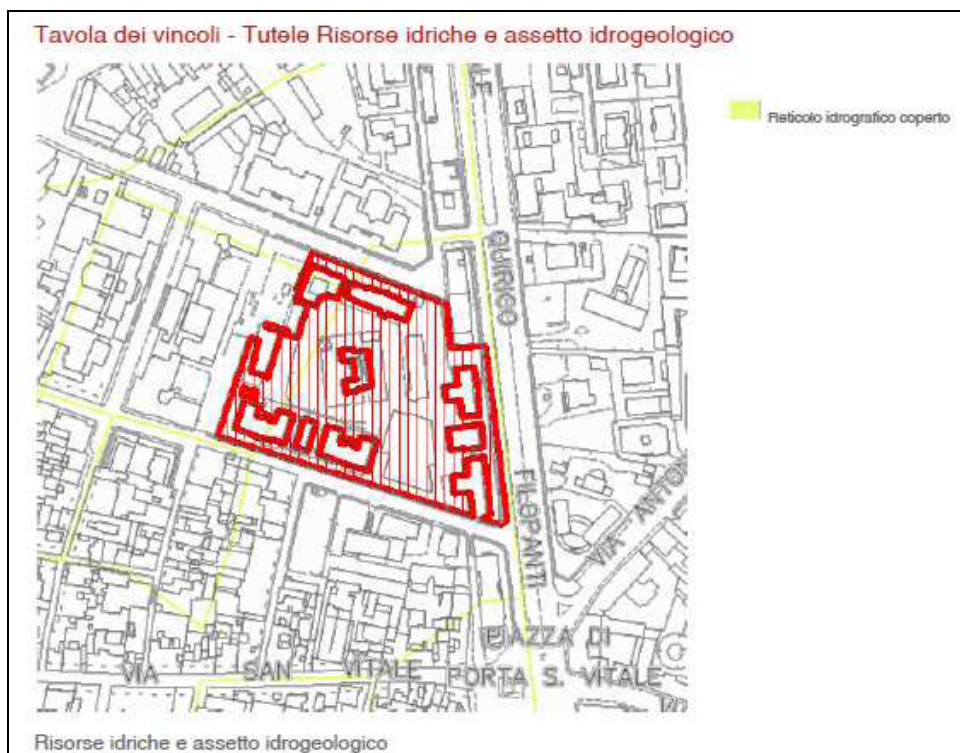 Tavola dei vincoli - Tutele Risorse idriche e assetto idrogeologico
Reticolo idrografico coperto
QUIRICO
FILOPANTI
VIA
PIAZZA DI
VIA SAN VITALE PORTA S. VITALE
Risorse idriche e assetto idrogeologico